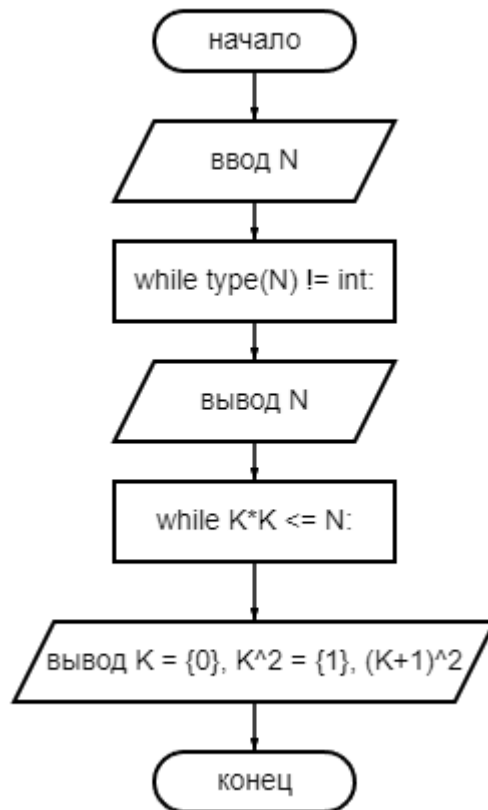 начало
ввод N
while type(N) != int:
вывод N
while K*K <= N:
вывод K = {0}, K^2 = {1}, (K+1)^2
конец